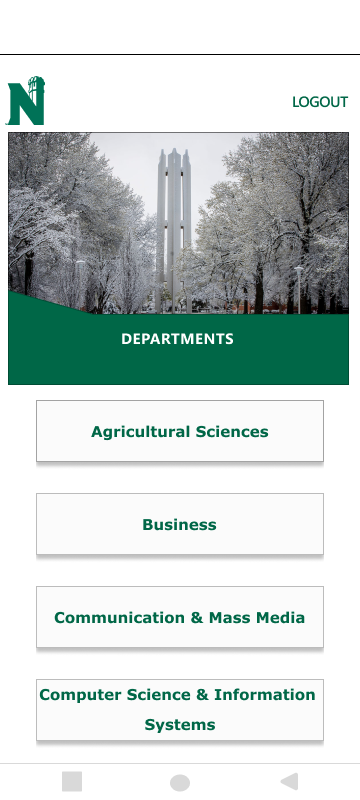 N
LOGOUT
DEPARTMENTS
Agricultural Sciences
Business
Communication & Mass Media
Computer Science & Information
Systems